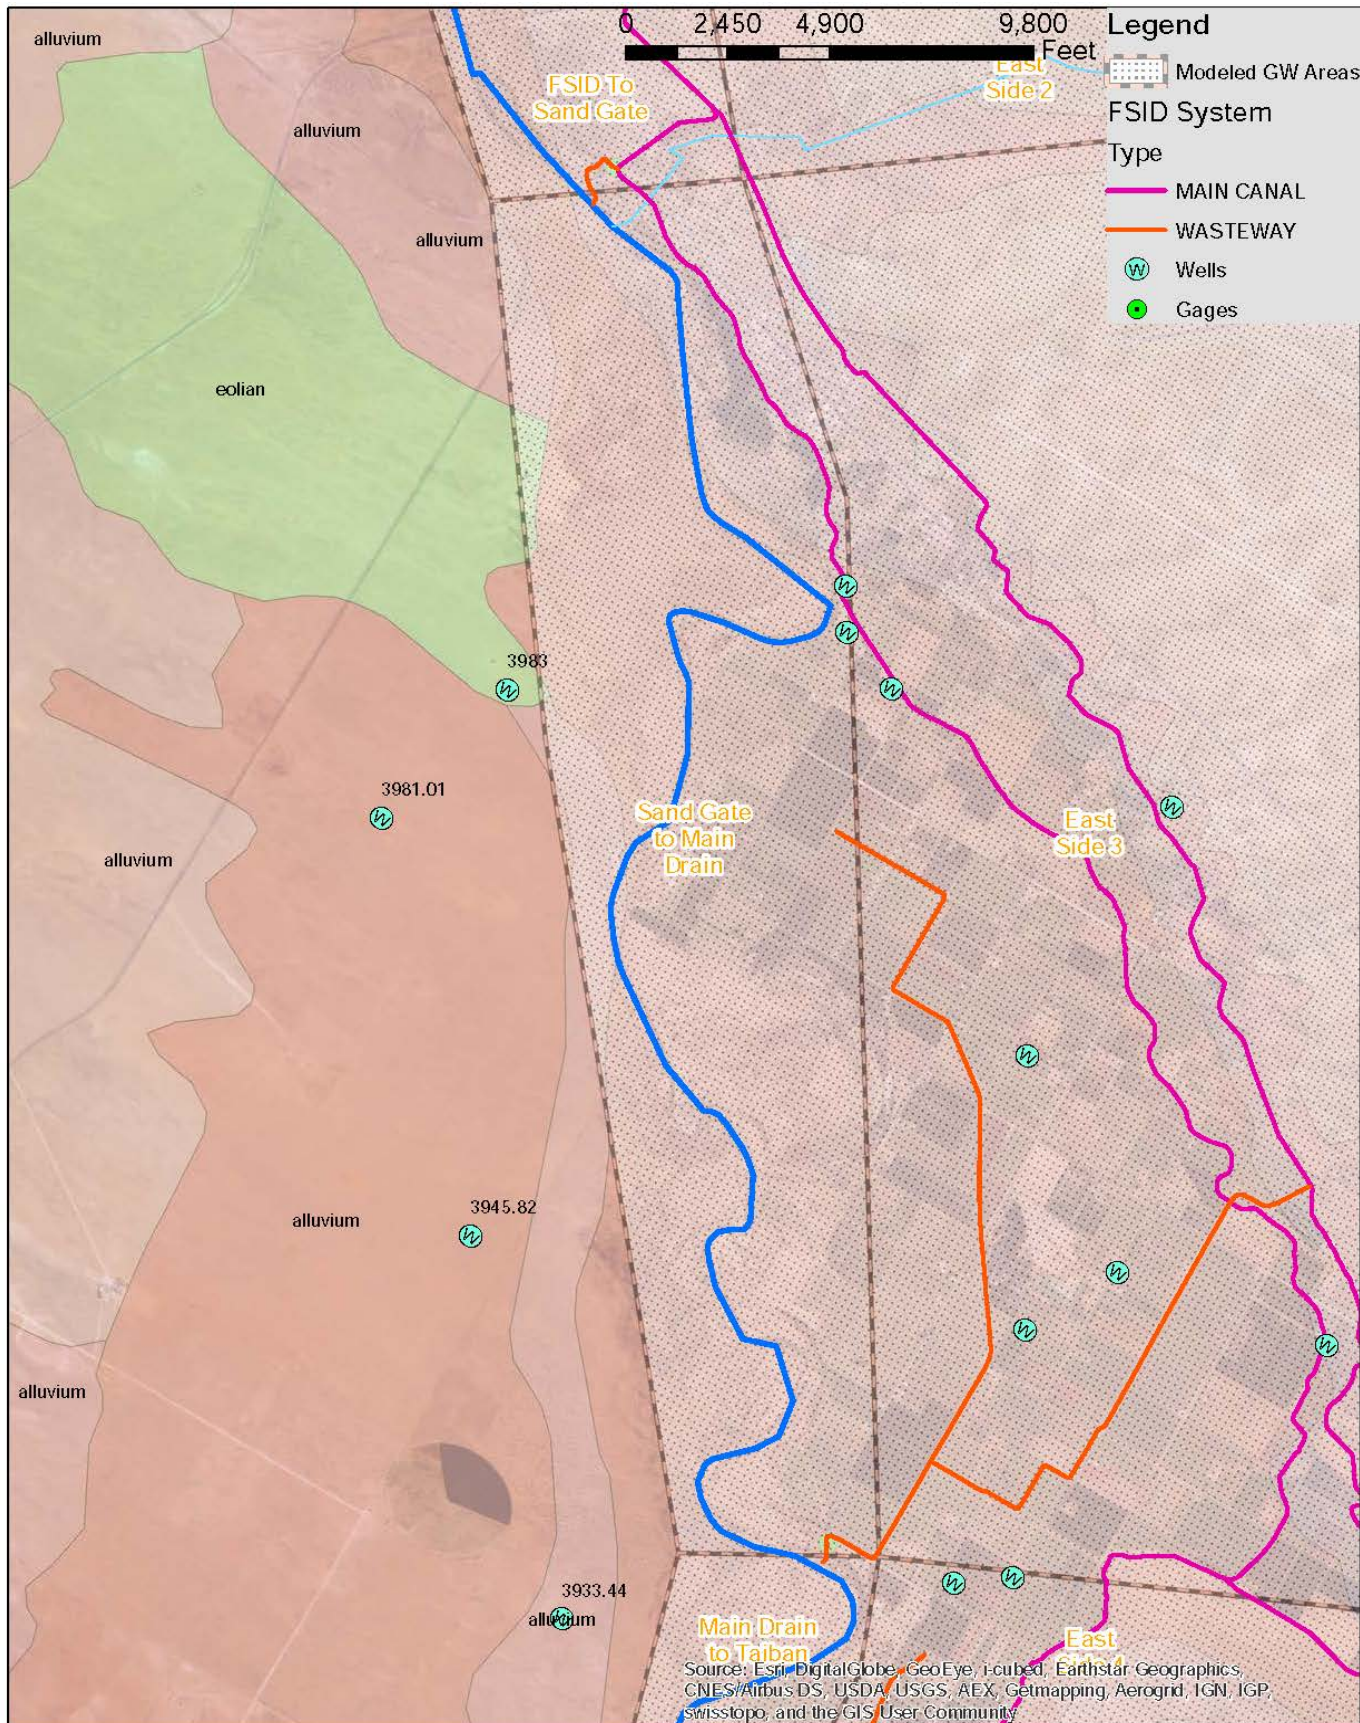 0 2,450 4,900 9,800
Feet
Legend
Modeled GW Areas
FSID System
Type
MAIN CANAL
WASTEWAY
W Wells
Gages
alluvium
FSID To
Sand Gate
East
Side 2
alluvium
alluvium
eolian
W
W
3983
W
W
3981.01
W
W
Sand Gate
to Main
Drain
East
Side 3
alluvium
W
3945.82
alluvium
W
W
W
W
alluvium
3933.44
alluvium
W
W
W
Main Drain
to Taiban
East
Side 4
Source: Esri, DigitalGlobe, GeoEye, i-cubed, Earthstar Geographics,
CNES/Airbus DS, USDA, USGS, AEX, Getmapping, Aerogrid, IGN, IGP,
swisstopo, and the GIS User Community